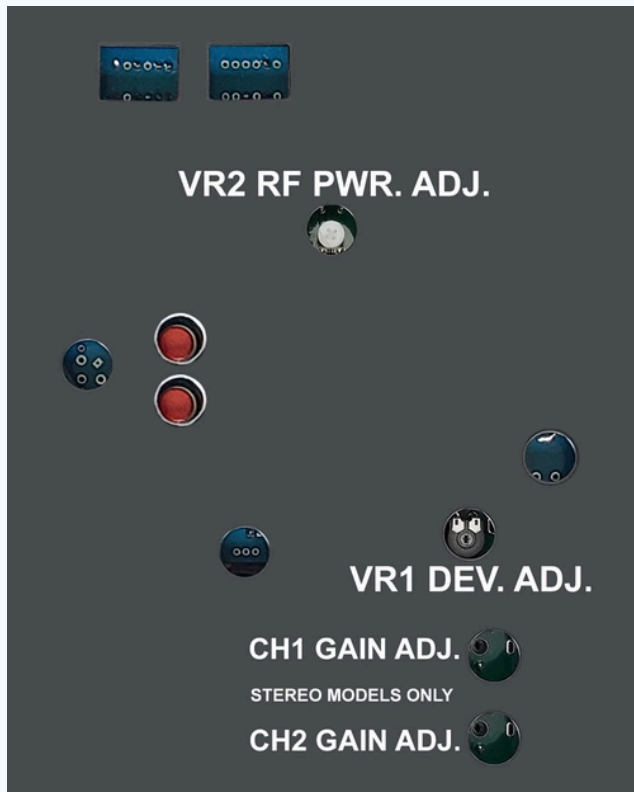 VR2 RF PWR. ADJ.
VR1 DEV. ADJ.
CH1 GAIN ADJ.
STEREO MODELS ONLY
CH2 GAIN ADJ.